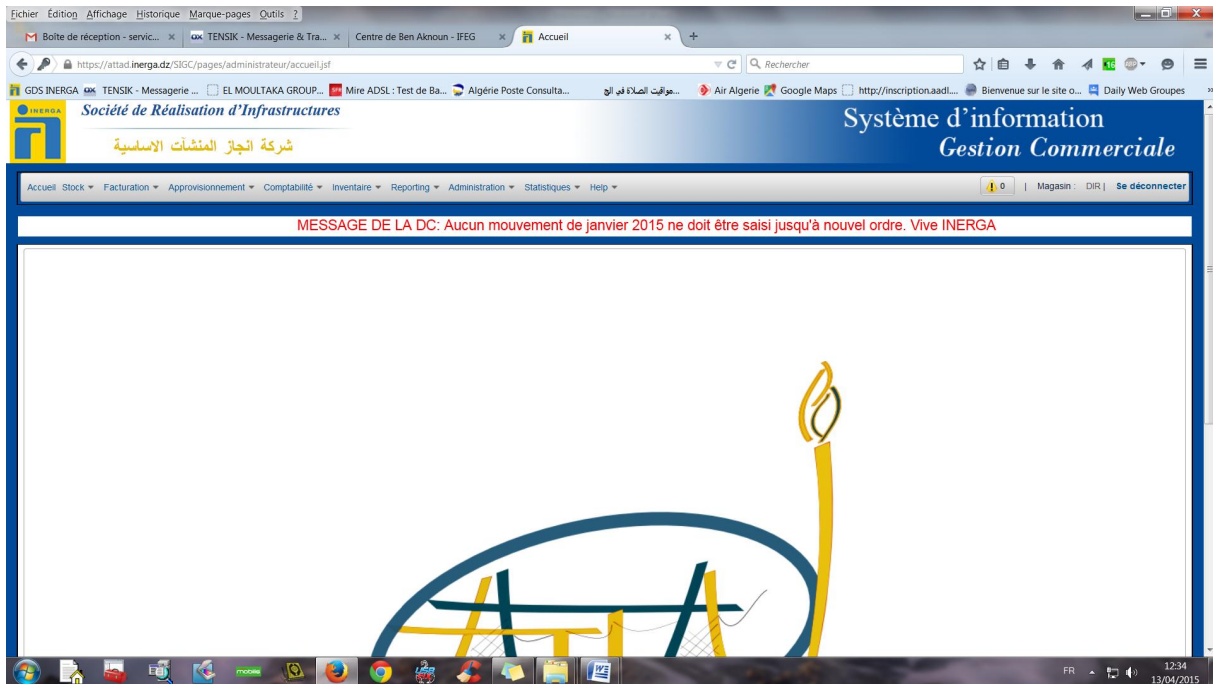 Fichier Édition Affichage Historique Marque-pages Outils ?
Boîte de réception - servic... TENSIK - Messagerie & Tra... Centre de Ben Aknoun - IFEG Accueil
https://attad.inerga.dz/SIGC/pages/administrateur/accueil.jsf Rechercher
GDS INERGA TENSIK - Messagerie ... EL MOULTAKA GROUP... Mire ADSL : Test de Ba... Algérie Poste Consulta... مواقيت الصلاة في الج... Air Algerie Google Maps http://inscription.aadl.... Bienvenue sur le site o... Daily Web Groupes
INERGA Société de Réalisation d'Infrastructures
شركة انجاز المنشآت الاساسية
Système d'information
Gestion Commerciale
Accueil Stock Facturation Approvisionnement Comptabilité Inventaire Reporting Administration Statistiques Help 0 | Magasin : DIR | Se déconnecter
MESSAGE DE LA DC: Aucun mouvement de janvier 2015 ne doit être saisi jusqu'à nouvel ordre. Vive INERGA
FR 12:34
13/04/2015